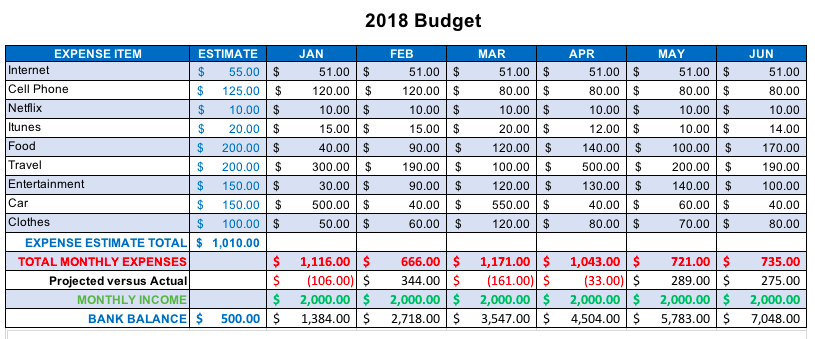 2018 Budget
EXPENSE ITEM ESTIMATE JAN FEB MAR APR MAY JUN
Internet $ 55.00 $ 51.00 $ 51.00 $ 51.00 $ 51.00 $ 51.00 $ 51.00
Cell Phone $ 125.00 $ 120.00 $ 120.00 $ 80.00 $ 80.00 $ 80.00 $ 80.00
Netflix $ 10.00 $ 10.00 $ 10.00 $ 10.00 $ 10.00 $ 10.00 $ 10.00
Itunes $ 20.00 $ 15.00 $ 15.00 $ 20.00 $ 12.00 $ 10.00 $ 14.00
Food $ 200.00 $ 40.00 $ 90.00 $ 120.00 $ 140.00 $ 100.00 $ 170.00
Travel $ 200.00 $ 300.00 $ 190.00 $ 100.00 $ 500.00 $ 200.00 $ 190.00
Entertainment $ 150.00 $ 30.00 $ 90.00 $ 120.00 $ 130.00 $ 140.00 $ 100.00
Car $ 150.00 $ 500.00 $ 40.00 $ 550.00 $ 40.00 $ 60.00 $ 40.00
Clothes $ 100.00 $ 50.00 $ 60.00 $ 120.00 $ 80.00 $ 70.00 $ 80.00
EXPENSE ESTIMATE TOTAL $ 1,010.00
TOTAL MONTHLY EXPENSES $ 1,116.00 $ 666.00 $ 1,171.00 $ 1,043.00 $ 721.00 $ 735.00
Projected versus Actual $ (106.00) $ 344.00 $ (161.00) $ (33.00) $ 289.00 $ 275.00
MONTHLY INCOME $ 2,000.00 $ 2,000.00 $ 2,000.00 $ 2,000.00 $ 2,000.00 $ 2,000.00
BANK BALANCE $ 500.00 $ 1,384.00 $ 2,718.00 $ 3,547.00 $ 4,504.00 $ 5,783.00 $ 7,048.00